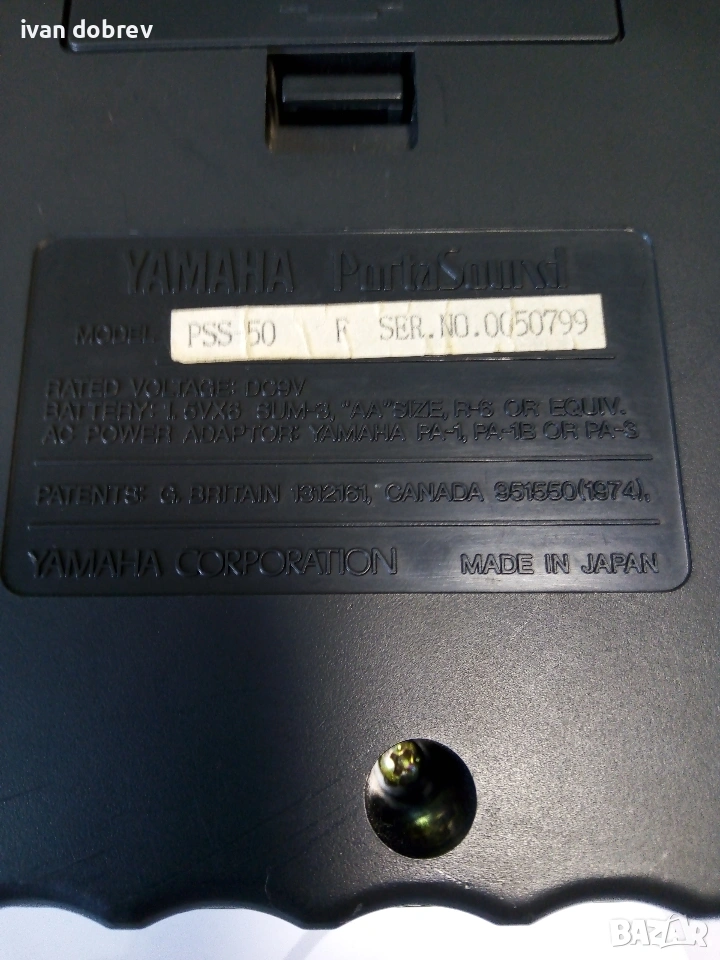 ivan dobrev
YAMAHA PortaSound
MODEL PSS-50 F SER.NO.0050799
RATED VOLTAGE: DC9V
BATTERY: 1.5VX6 SUM-3, "AA" SIZE, R-6 OR EQUIV.
AC POWER ADAPTOR: YAMAHA PA-1, PA-1B OR PA-3
PATENTS: G. BRITAIN 1312161, CANADA 951550(1974).
YAMAHA CORPORATION MADE IN JAPAN
BAZAR